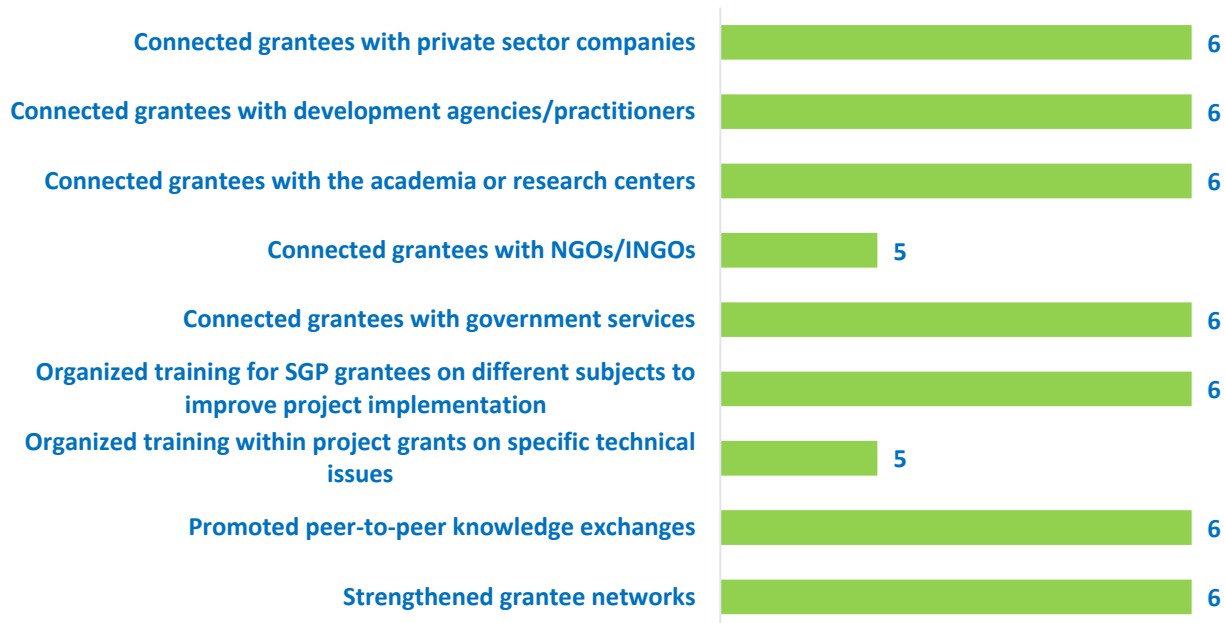 Connected grantees with private sector companies 6
Connected grantees with development agencies/practitioners 6
Connected grantees with the academia or research centers 6
Connected grantees with NGOs/INGOs 5
Connected grantees with government services 6
Organized training for SGP grantees on different subjects to
improve project implementation 6
Organized training within project grants on specific technical
issues 5
Promoted peer-to-peer knowledge exchanges 6
Strengthened grantee networks 6